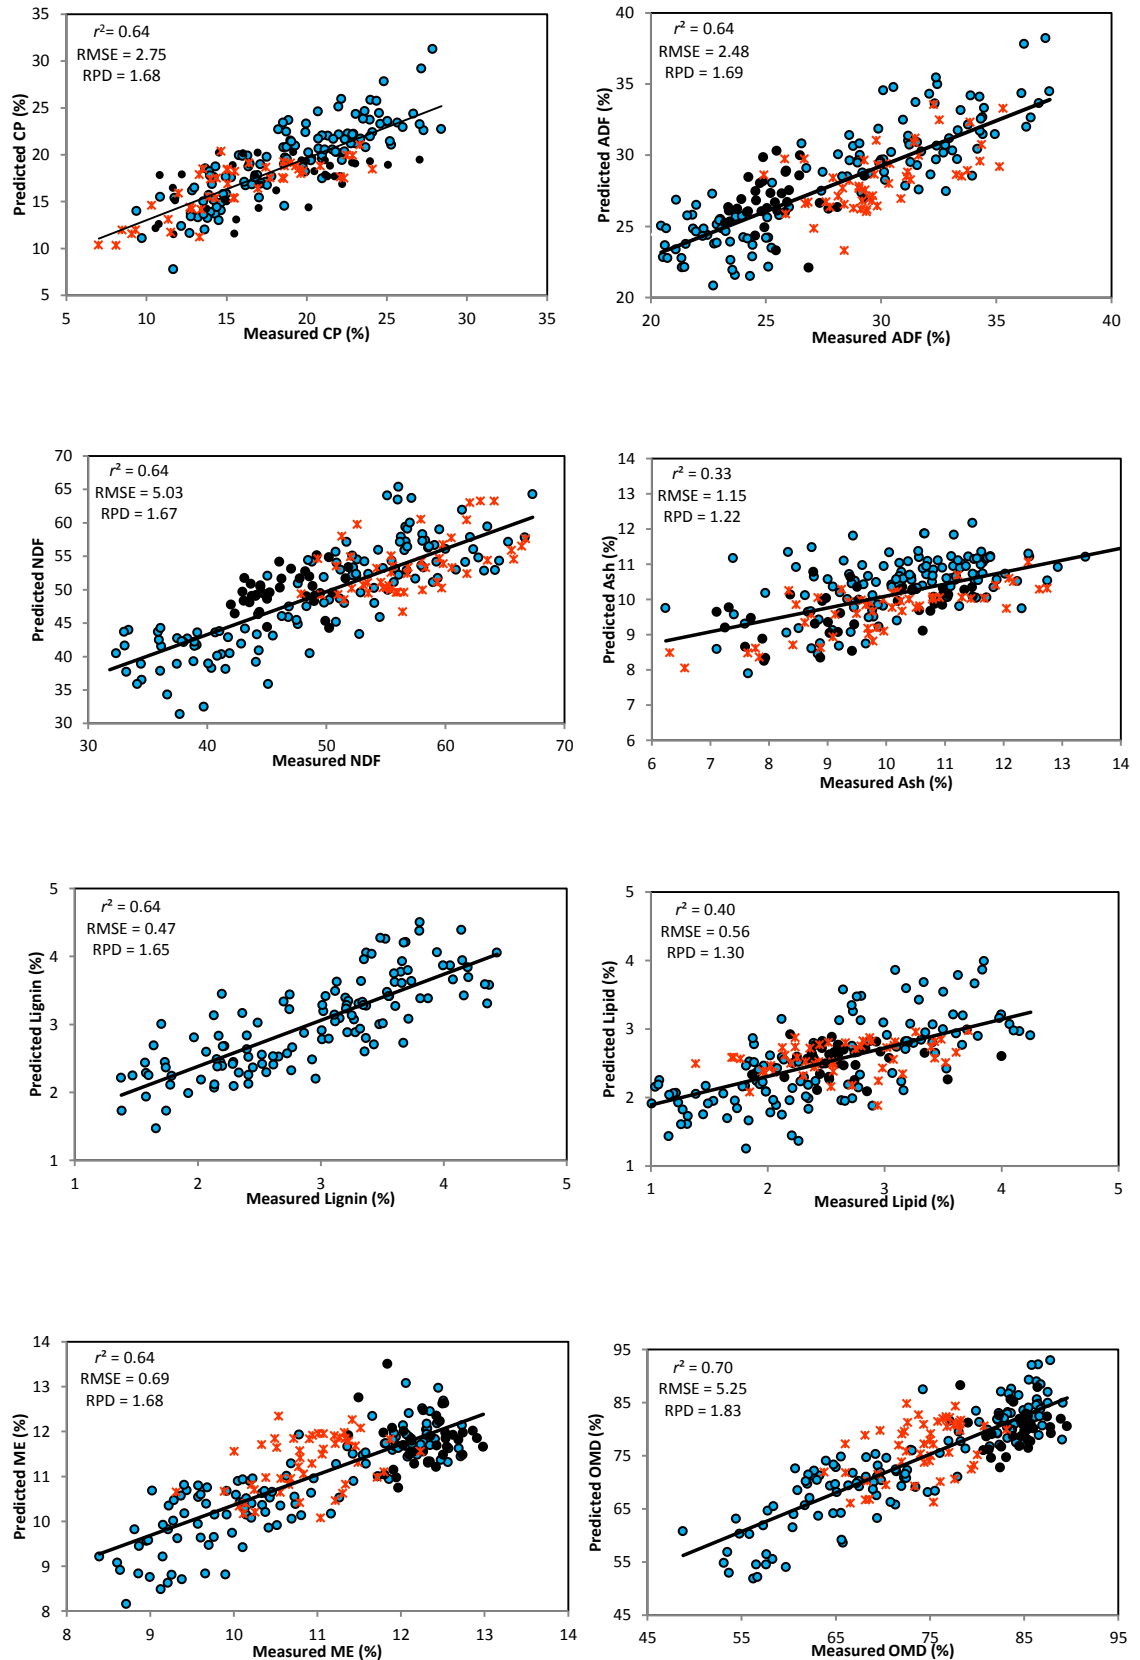 r²= 0.64
RMSE = 2.75
RPD = 1.68
Predicted CP (%)
35
30
25
20
15
10
5
5 10 15 20 25 30 35
Measured CP (%)
r² = 0.64
RMSE = 2.48
RPD = 1.69
Predicted ADF (%)
40
35
30
25
20
20 25 30 35 40
Measured ADF (%)
r² = 0.64
RMSE = 5.03
RPD = 1.67
Predicted NDF
70
65
60
55
50
45
40
35
30
30 40 50 60 70
Measured NDF
r² = 0.33
RMSE = 1.15
RPD = 1.22
Predicted Ash (%)
14
13
12
11
10
9
8
7
6
6 7 8 9 10 11 12 13 14
Measured Ash (%)
r² = 0.64
RMSE = 0.47
RPD = 1.65
Predicted Lignin (%)
5
4
3
2
1
1 2 3 4 5
Measured Lignin (%)
r² = 0.40
RMSE = 0.56
RPD = 1.30
Predicted Lipid (%)
5
4
3
2
1
1 2 3 4 5
Measured Lipid (%)
r² = 0.64
RMSE = 0.69
RPD = 1.68
Predicted ME (%)
14
13
12
11
10
9
8
8 9 10 11 12 13 14
Measured ME (%)
r² = 0.70
RMSE = 5.25
RPD = 1.83
Predicted OMD (%)
95
85
75
65
55
45
45 55 65 75 85 95
Measured OMD (%)